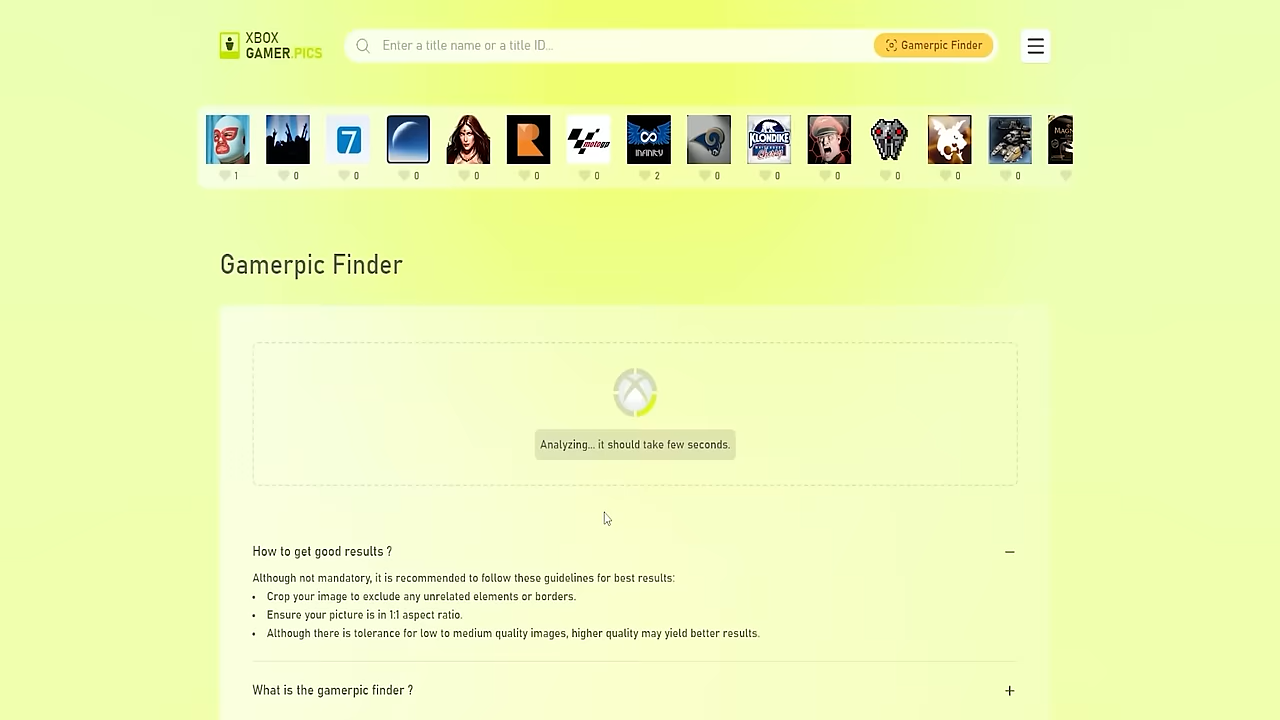 XBOX
GAMER.PICS
Enter a title name or a title ID...
Gamerpic Finder
7
R
motogp
INFINITY
KLONDIKE
MAGN
1
0
0
0
0
0
0
2
0
0
0
0
0
0
Gamerpic Finder
Analyzing... it should take few seconds.
How to get good results ?
Although not mandatory, it is recommended to follow these guidelines for best results:
• Crop your image to exclude any unrelated elements or borders.
• Ensure your picture is in 1:1 aspect ratio.
• Although there is tolerance for low to medium quality images, higher quality may yield better results.
What is the gamerpic finder ?